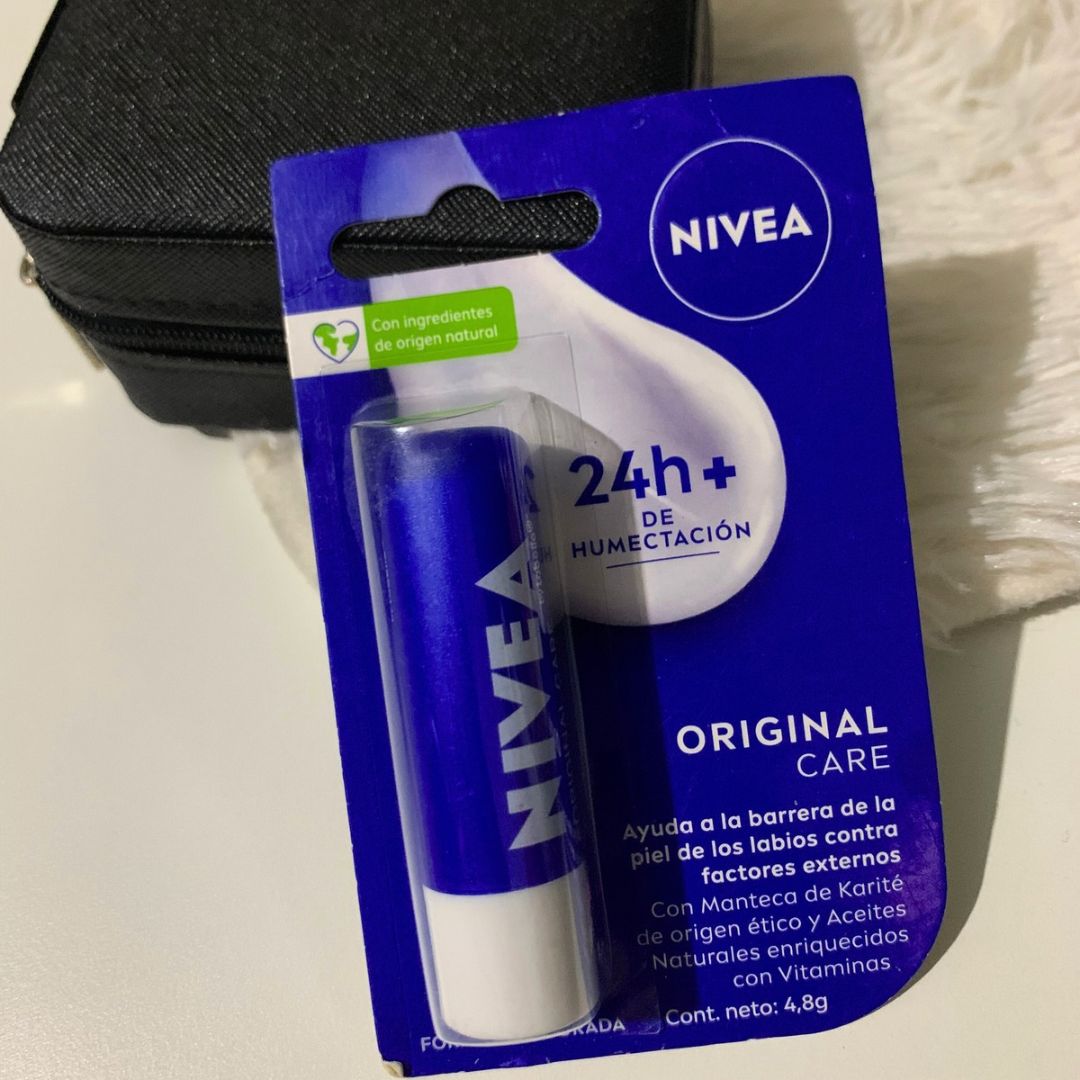 NIVEA
Con ingredientes
de origen natural
24h+
DE
HUMECTACIÓN
NIVEA
ORIGINAL
CARE
Ayuda a la barrera de la
piel de los labios contra
factores externos
Con Manteca de Karité
de origen ético y Aceites
Naturales enriquecidos
con Vitaminas
Cont. neto: 4,8g